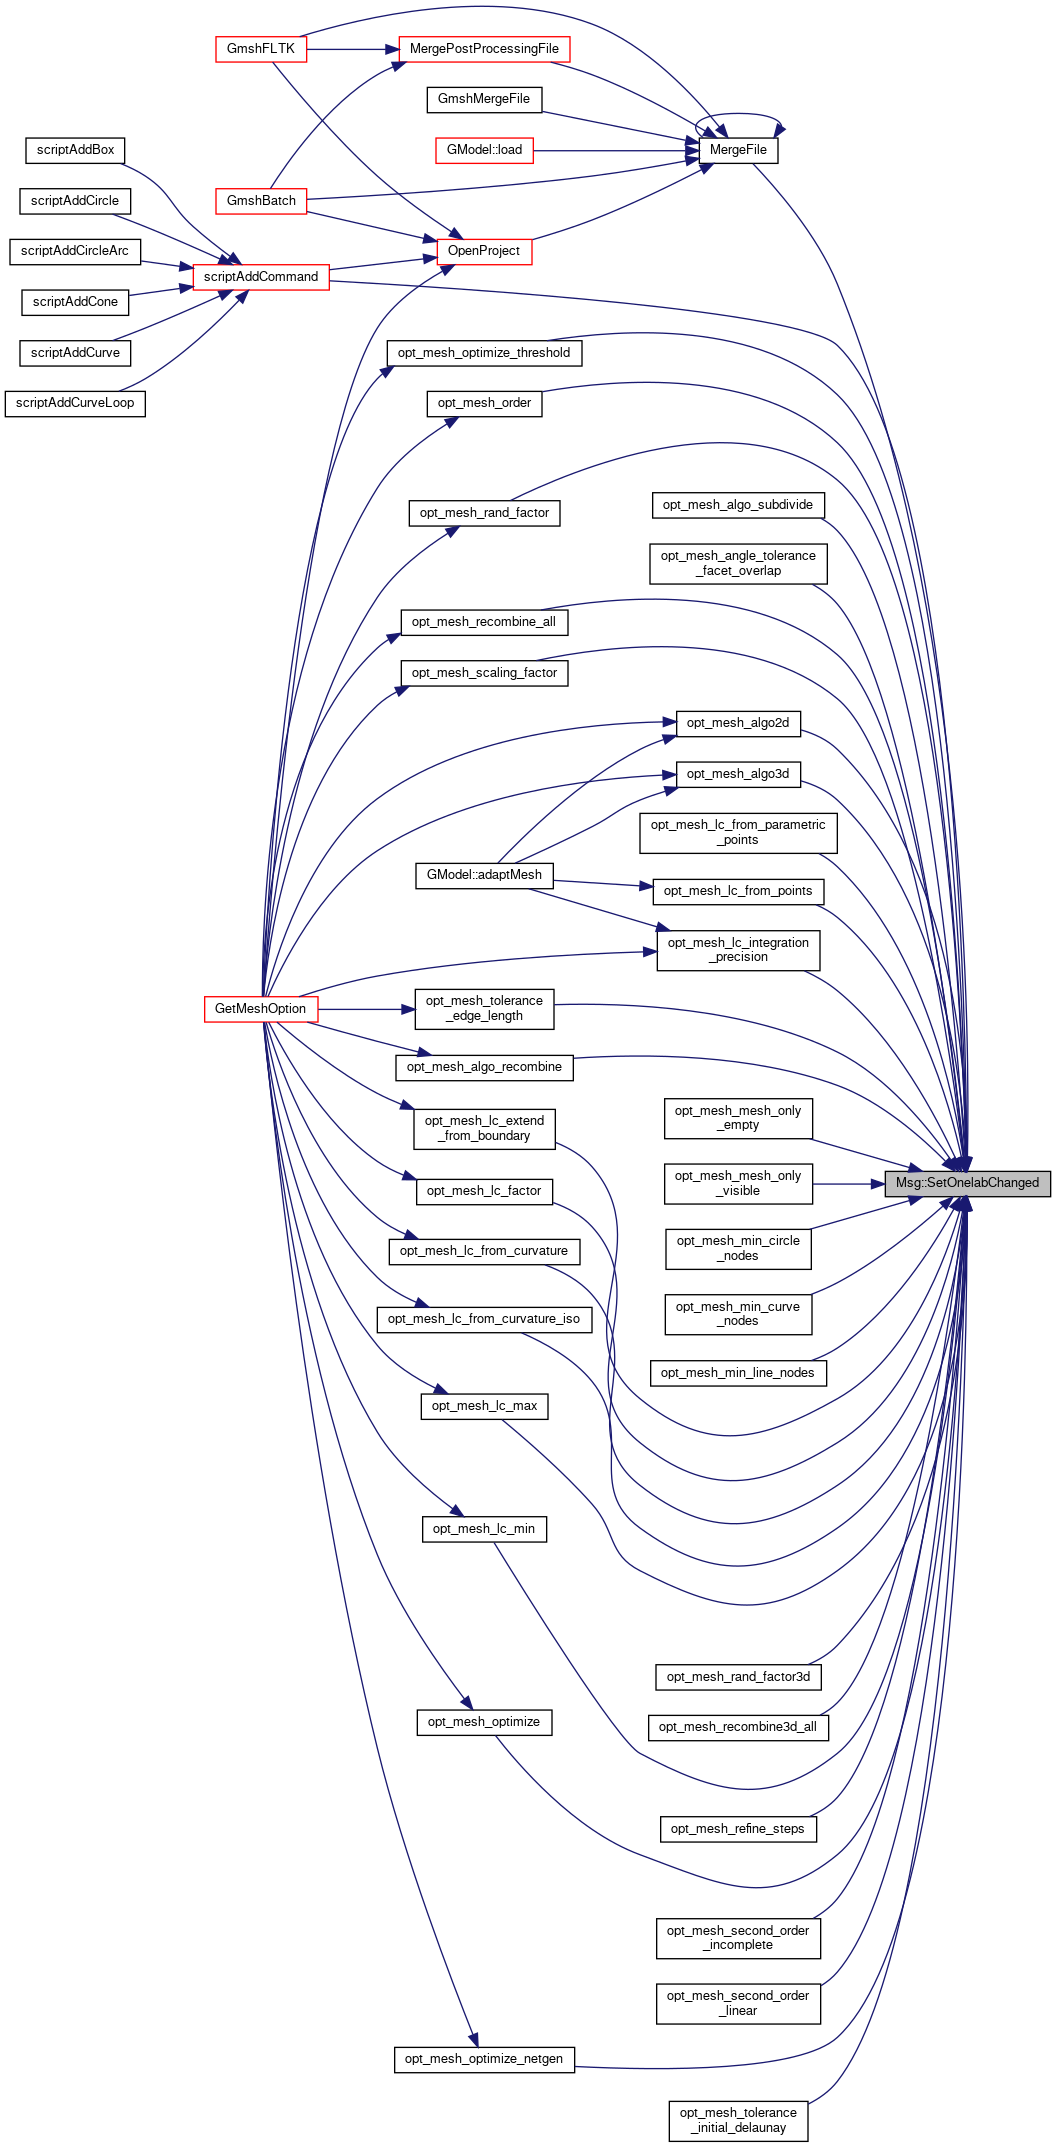 GmshFLTK
MergePostProcessingFile
GmshMergeFile
MergeFile
GModel::load
scriptAddBox
scriptAddCircle
GmshBatch
scriptAddCircleArc
OpenProject
scriptAddCommand
scriptAddCone
scriptAddCurve
opt_mesh_optimize_threshold
scriptAddCurveLoop
opt_mesh_order
opt_mesh_rand_factor
opt_mesh_algo_subdivide
opt_mesh_angle_tolerance
_facet_overlap
opt_mesh_recombine_all
opt_mesh_scaling_factor
opt_mesh_algo2d
opt_mesh_algo3d
opt_mesh_lc_from_parametric
_points
GModel::adaptMesh
opt_mesh_lc_from_points
opt_mesh_lc_integration
_precision
GetMeshOption
opt_mesh_tolerance
_edge_length
opt_mesh_algo_recombine
opt_mesh_lc_extend
_from_boundary
opt_mesh_mesh_only
_empty
opt_mesh_mesh_only
_visible
Msg::SetOnelabChanged
opt_mesh_lc_factor
opt_mesh_lc_from_curvature
opt_mesh_min_circle
_nodes
opt_mesh_lc_from_curvature_iso
opt_mesh_min_curve
_nodes
opt_mesh_min_line_nodes
opt_mesh_lc_max
opt_mesh_lc_min
opt_mesh_rand_factor3d
opt_mesh_optimize
opt_mesh_recombine3d_all
opt_mesh_refine_steps
opt_mesh_second_order
_incomplete
opt_mesh_second_order
_linear
opt_mesh_optimize_netgen
opt_mesh_tolerance
_initial_delaunay